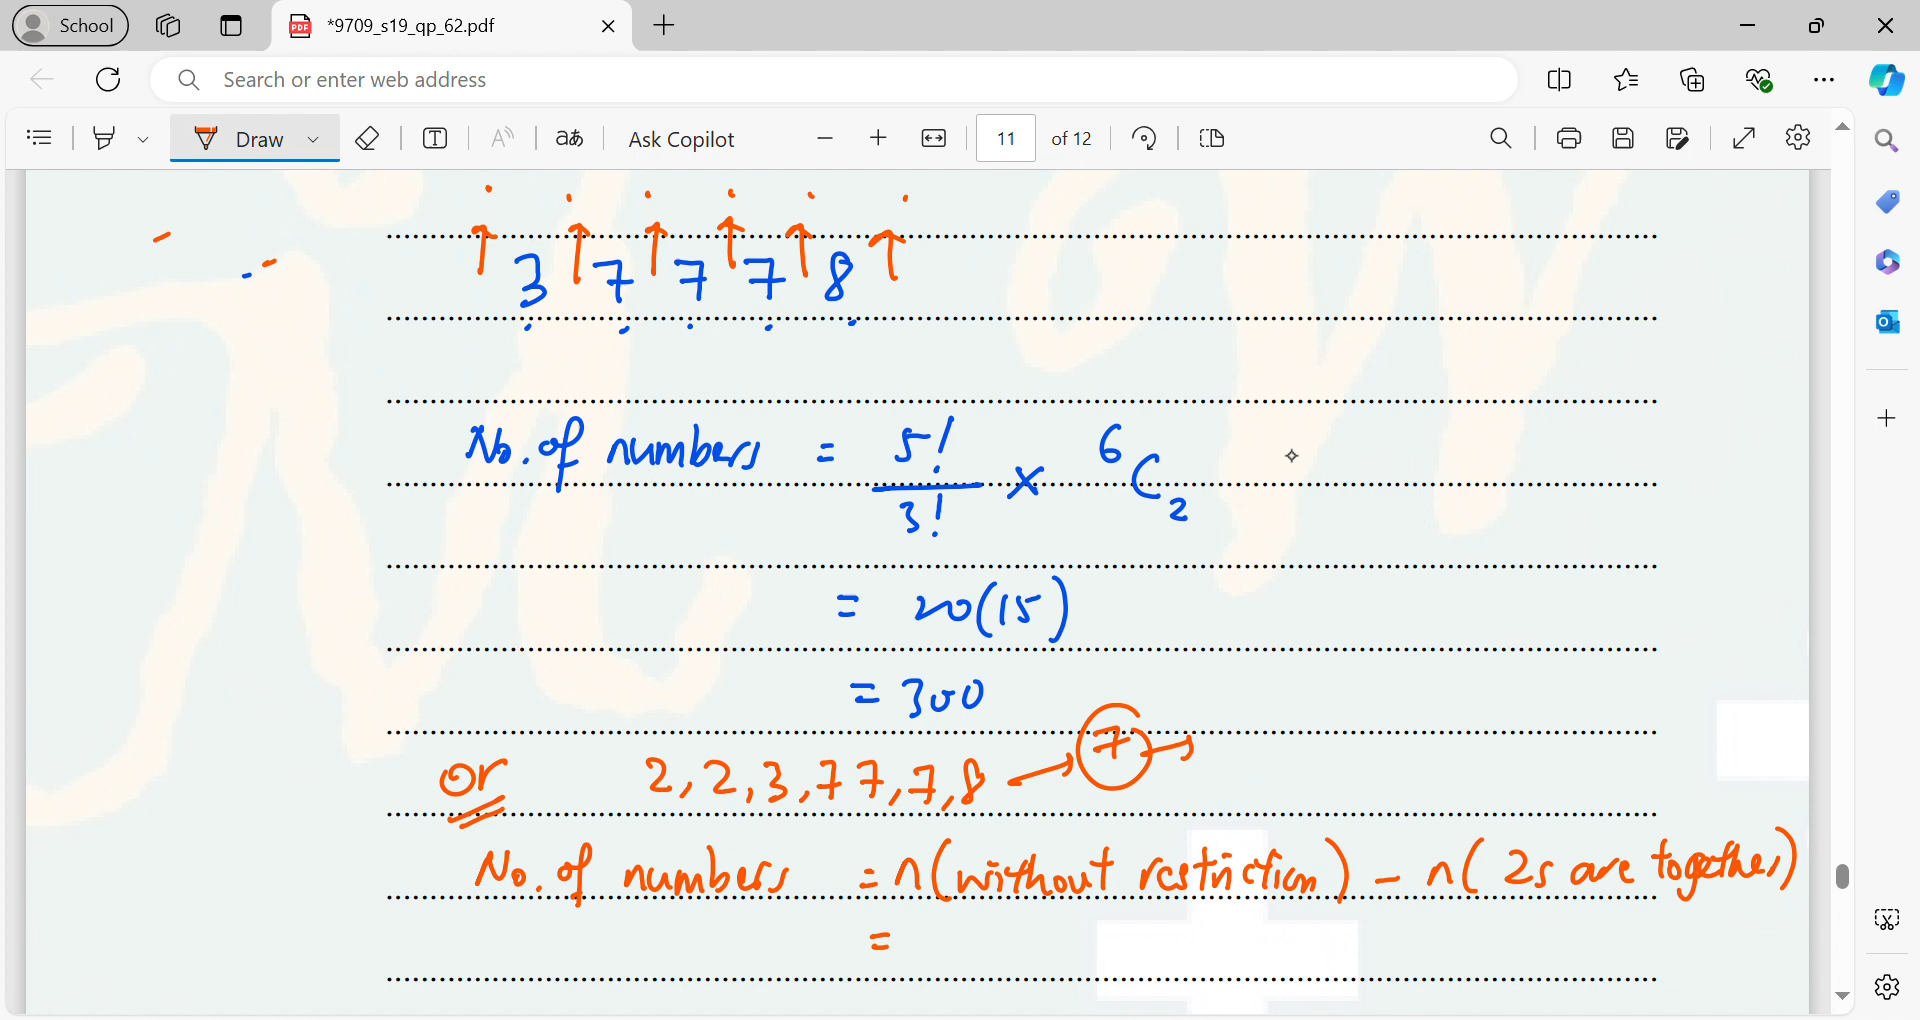 School
*9709_s19_qp_62.pdf
Search or enter web address
Draw
T
A
aあ
Ask Copilot
11 of 12
3 7 7 7 8
No. of numbers = 5!/3! × ⁶C₂
= 20(15)
= 300
or 2, 2, 3, 7 7, 7, 8 → 7 →
No. of numbers = n(without restriction) - n( 2s are together)
=